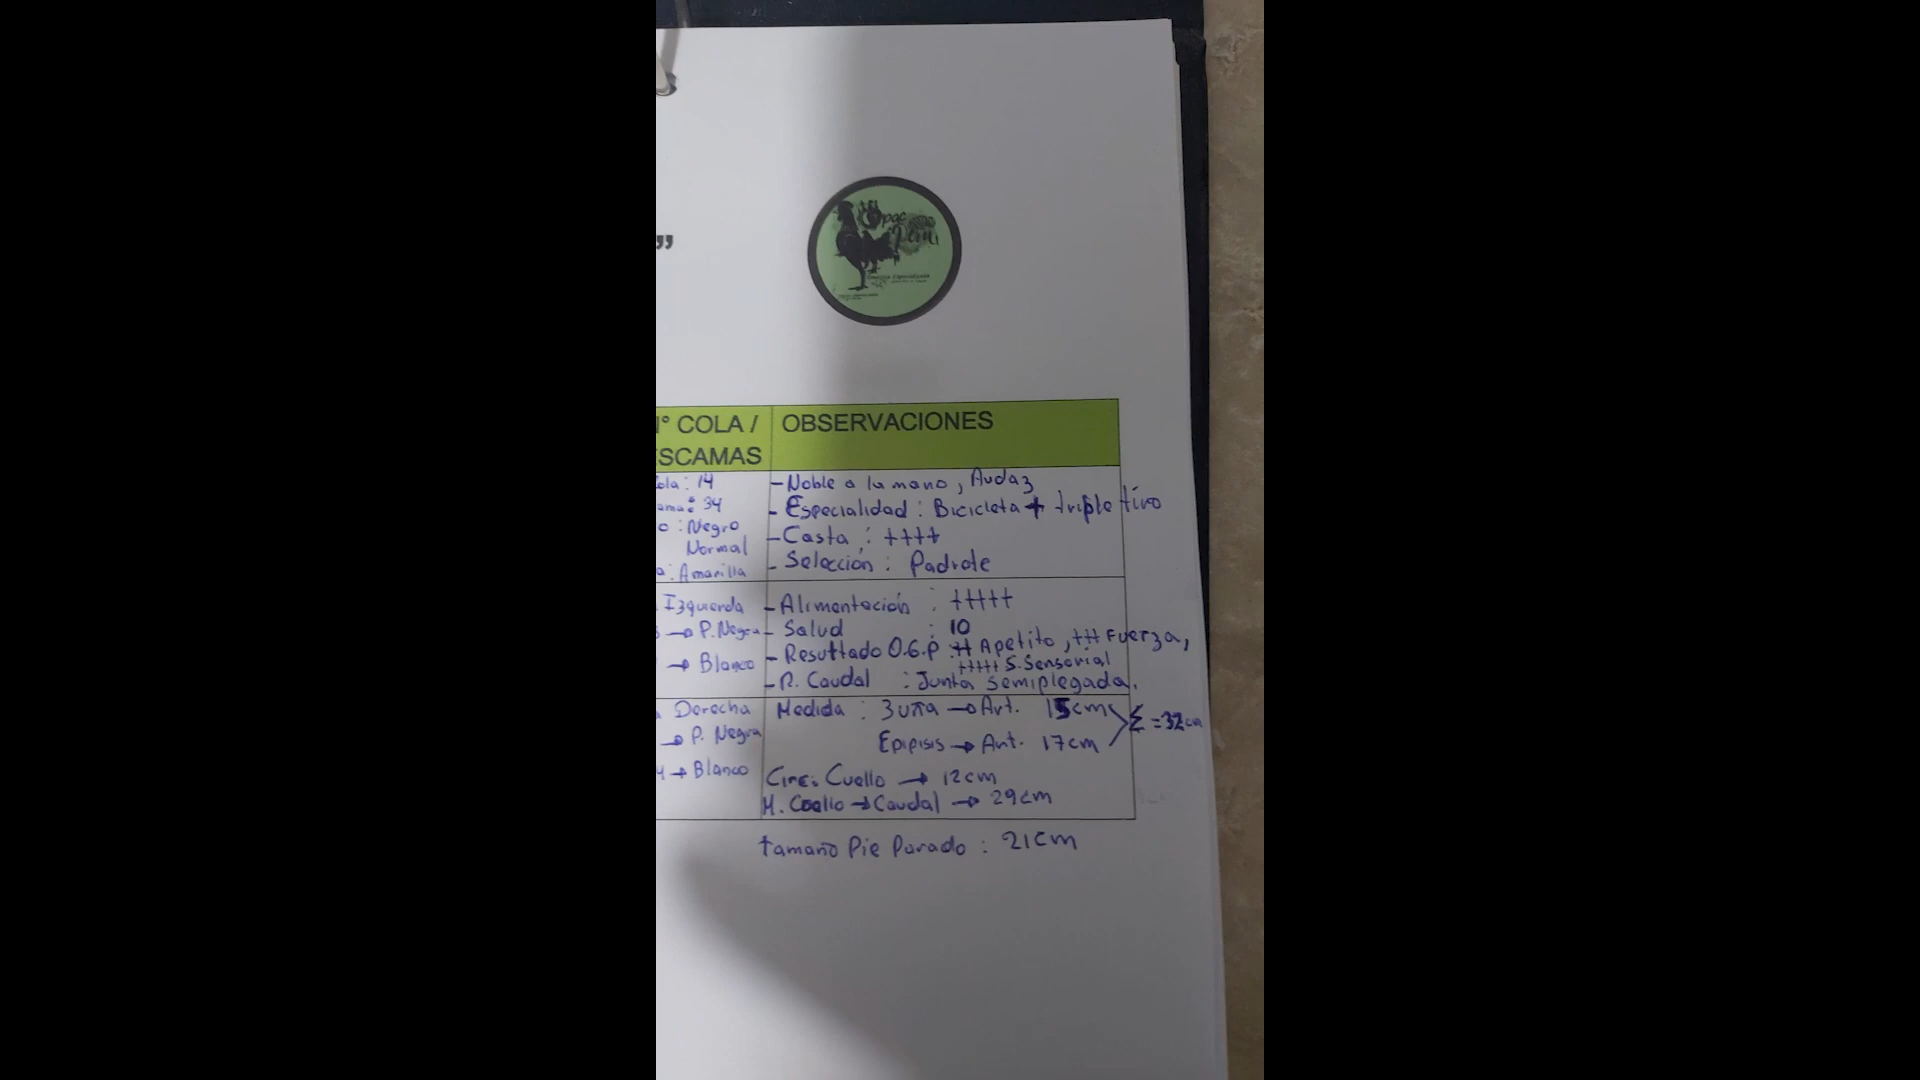 ”
N° COLA /
SCAMAS
OBSERVACIONES
ola: 14
ama: 34
o: Negro
Normal
a: Amarilla
- Noble a la mano, Audaz
- Especialidad: Bicicleta + triple tiro
- Casta: ++++
- Selección: Padrote
Izquierda
→ P. Negra
→ Blanco
- Alimentación: +++++
- Salud: 10
- Resultado O.G.P: ++ Apetito, +++ Fuerza,
+++++ S. Sensorial
- R. Caudal: Junta semiplegada.
Derecha
→ P. Negra
4 → Blanco
Medida: 3 uña → Art. 15cm
Epipisis → Ant. 17cm
Σ = 32cm
Circ. Cuello → 12cm
H. Cuello → Caudal → 29cm
tamaño Pie Parado: 21cm